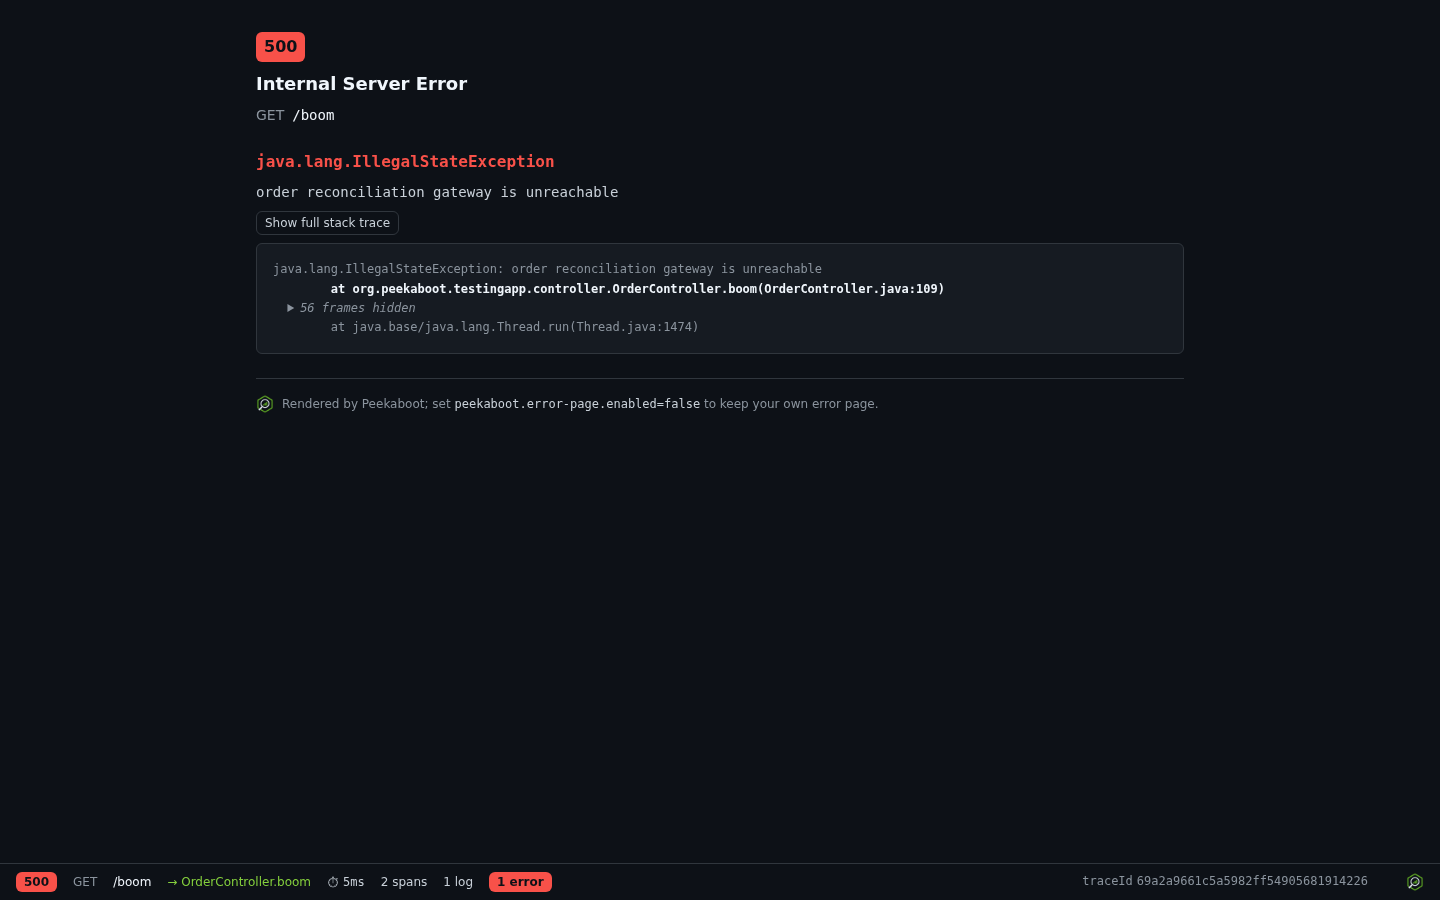 500
Internal Server Error
GET /boom
java.lang.IllegalStateException
order reconciliation gateway is unreachable
Show full stack trace
java.lang.IllegalStateException: order reconciliation gateway is unreachable
at org.peekaboot.testingapp.controller.OrderController.boom(OrderController.java:109)
▶ 56 frames hidden
at java.base/java.lang.Thread.run(Thread.java:1474)
Rendered by Peekaboot; set peekaboot.error-page.enabled=false to keep your own error page.
500 GET /boom → OrderController.boom ⏱ 5ms 2 spans 1 log 1 error traceId 69a2a9661c5a5982ff54905681914226